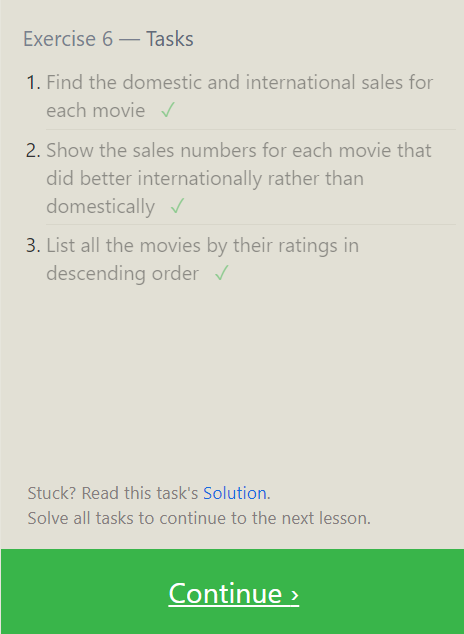 Exercise 6 — Tasks
1. Find the domestic and international sales for
each movie ✓
2. Show the sales numbers for each movie that
did better internationally rather than
domestically ✓
3. List all the movies by their ratings in
descending order ✓
Stuck? Read this task's Solution.
Solve all tasks to continue to the next lesson.
Continue ›